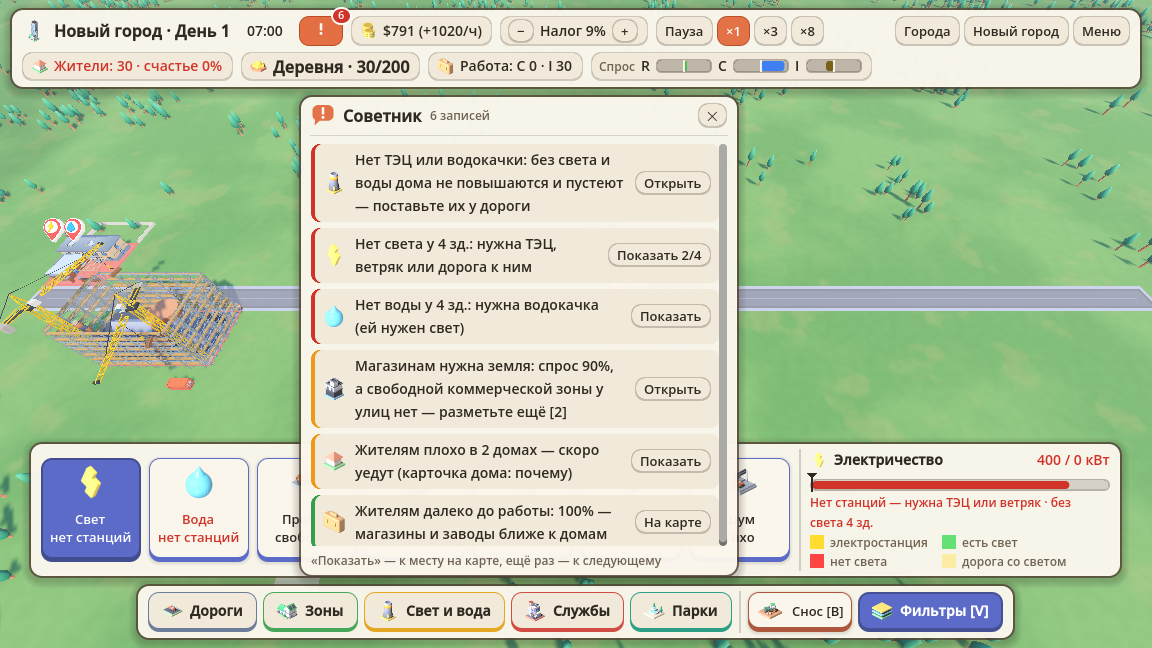 Новый город · День 1
07:00
!
6
$791 (+1020/ч)
−
Налог 9%
+
Пауза
×1
×3
×8
Города
Новый город
Меню
Жители: 30 · счастье 0%
Деревня · 30/200
Работа: C 0 · I 30
Спрос R
C
I
Советник
6 записей
×
Нет ТЭЦ или водокачки: без света и
воды дома не повышаются и пустеют
— поставьте их у дороги
Открыть
Нет света у 4 зд.: нужна ТЭЦ,
ветряк или дорога к ним
Показать 2/4
Нет воды у 4 зд.: нужна водокачка
(ей нужен свет)
Показать
Магазинам нужна земля: спрос 90%,
а свободной коммерческой зоны у
улиц нет — разметьте ещё [2]
Открыть
Жителям плохо в 2 домах — скоро
уедут (карточка дома: почему)
Показать
Жителям далеко до работы: 100% —
магазины и заводы ближе к домам
На карте
«Показать» — к месту на карте, ещё раз — к следующему
Свет
нет станций
Вода
нет станций
Электричество
400 / 0 кВт
Нет станций — нужна ТЭЦ или ветряк · без
света 4 зд.
электростанция
есть свет
нет света
дорога со светом
Дороги
Зоны
Свет и вода
Службы
Парки
Снос [B]
Фильтры [V]